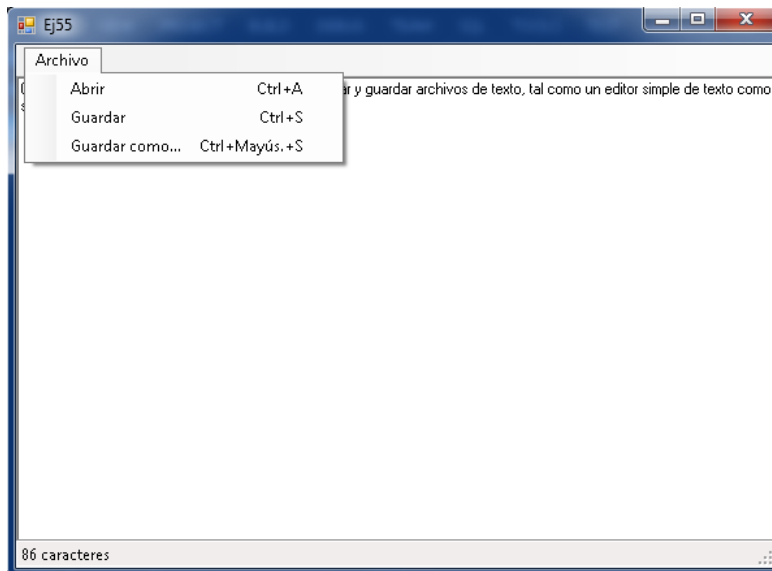 Ej55
Archivo
Abrir Ctrl+A
Guardar Ctrl+S
Guardar como... Ctrl+Mayús.+S
y guardar archivos de texto, tal como un editor simple de texto como
86 caracteres